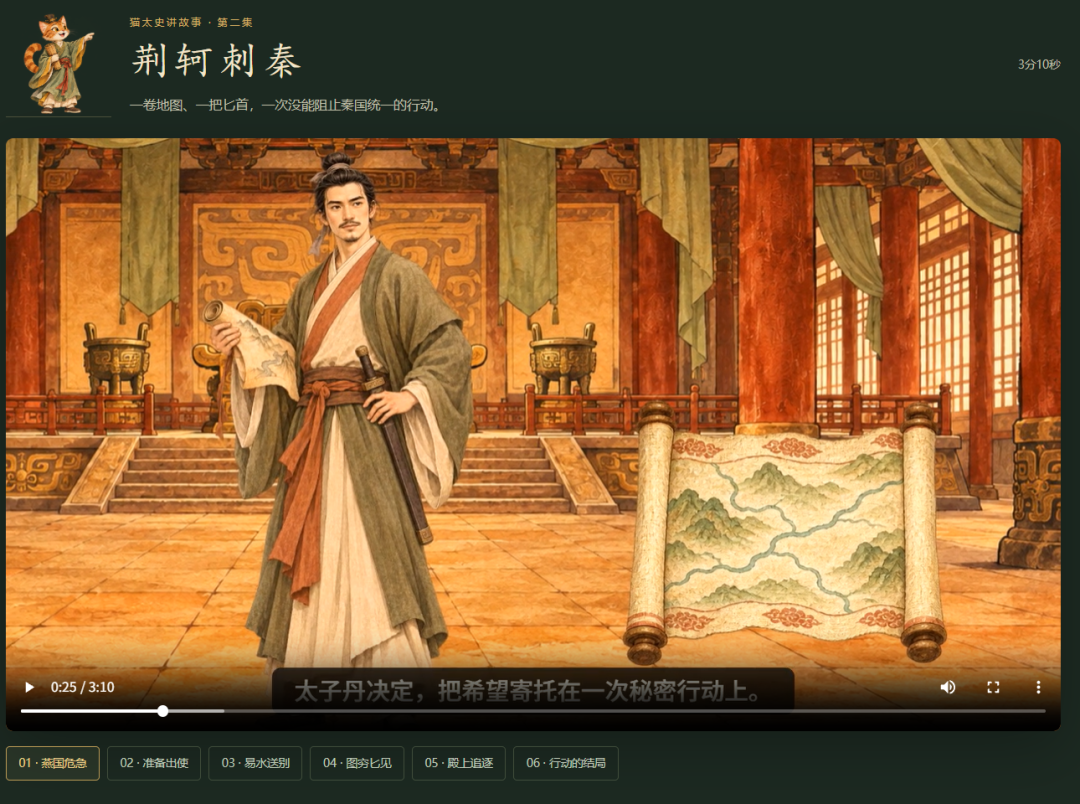 猫太史讲故事 · 第二集
荆轲刺秦
3分10秒
一卷地图、一把匕首，一次没能阻止秦国统一的行动。
太子丹决定，把希望寄托在一次秘密行动上。
0:25 / 3:10
01 · 燕国危急
02 · 准备出使
03 · 易水送别
04 · 图穷匕见
05 · 殿上追逐
06 · 行动的结局